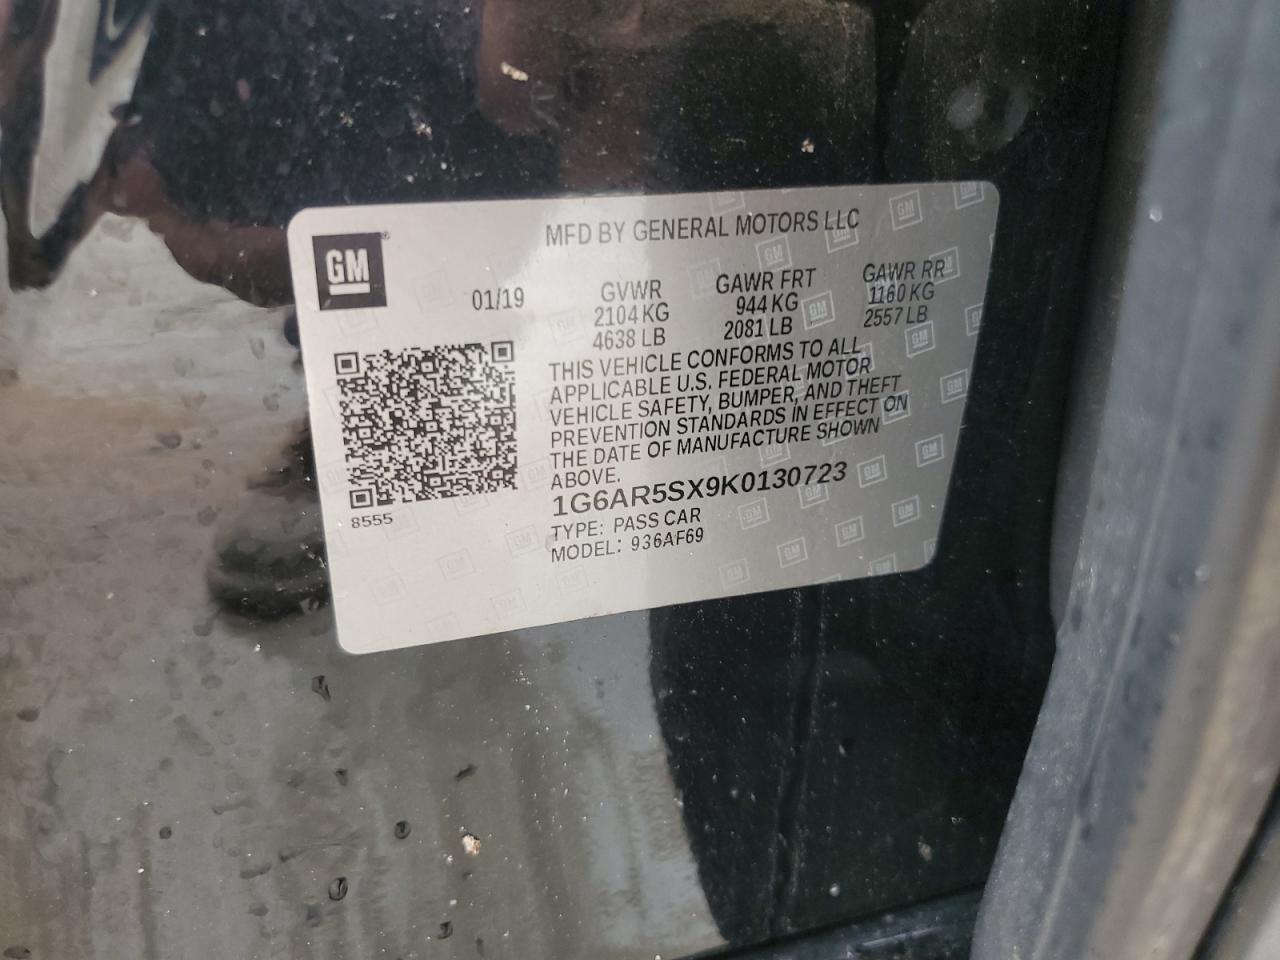 GM
MFD BY GENERAL MOTORS LLC
01/19 GVWR GAWR FRT GAWR RR
2104 KG 944 KG 1160 KG
4638 LB 2081 LB 2557 LB
THIS VEHICLE CONFORMS TO ALL
APPLICABLE U.S. FEDERAL MOTOR
VEHICLE SAFETY, BUMPER, AND THEFT
PREVENTION STANDARDS IN EFFECT ON
THE DATE OF MANUFACTURE SHOWN
ABOVE.
1G6AR5SX9K0130723
TYPE: PASS CAR
MODEL: 936AF69
8555